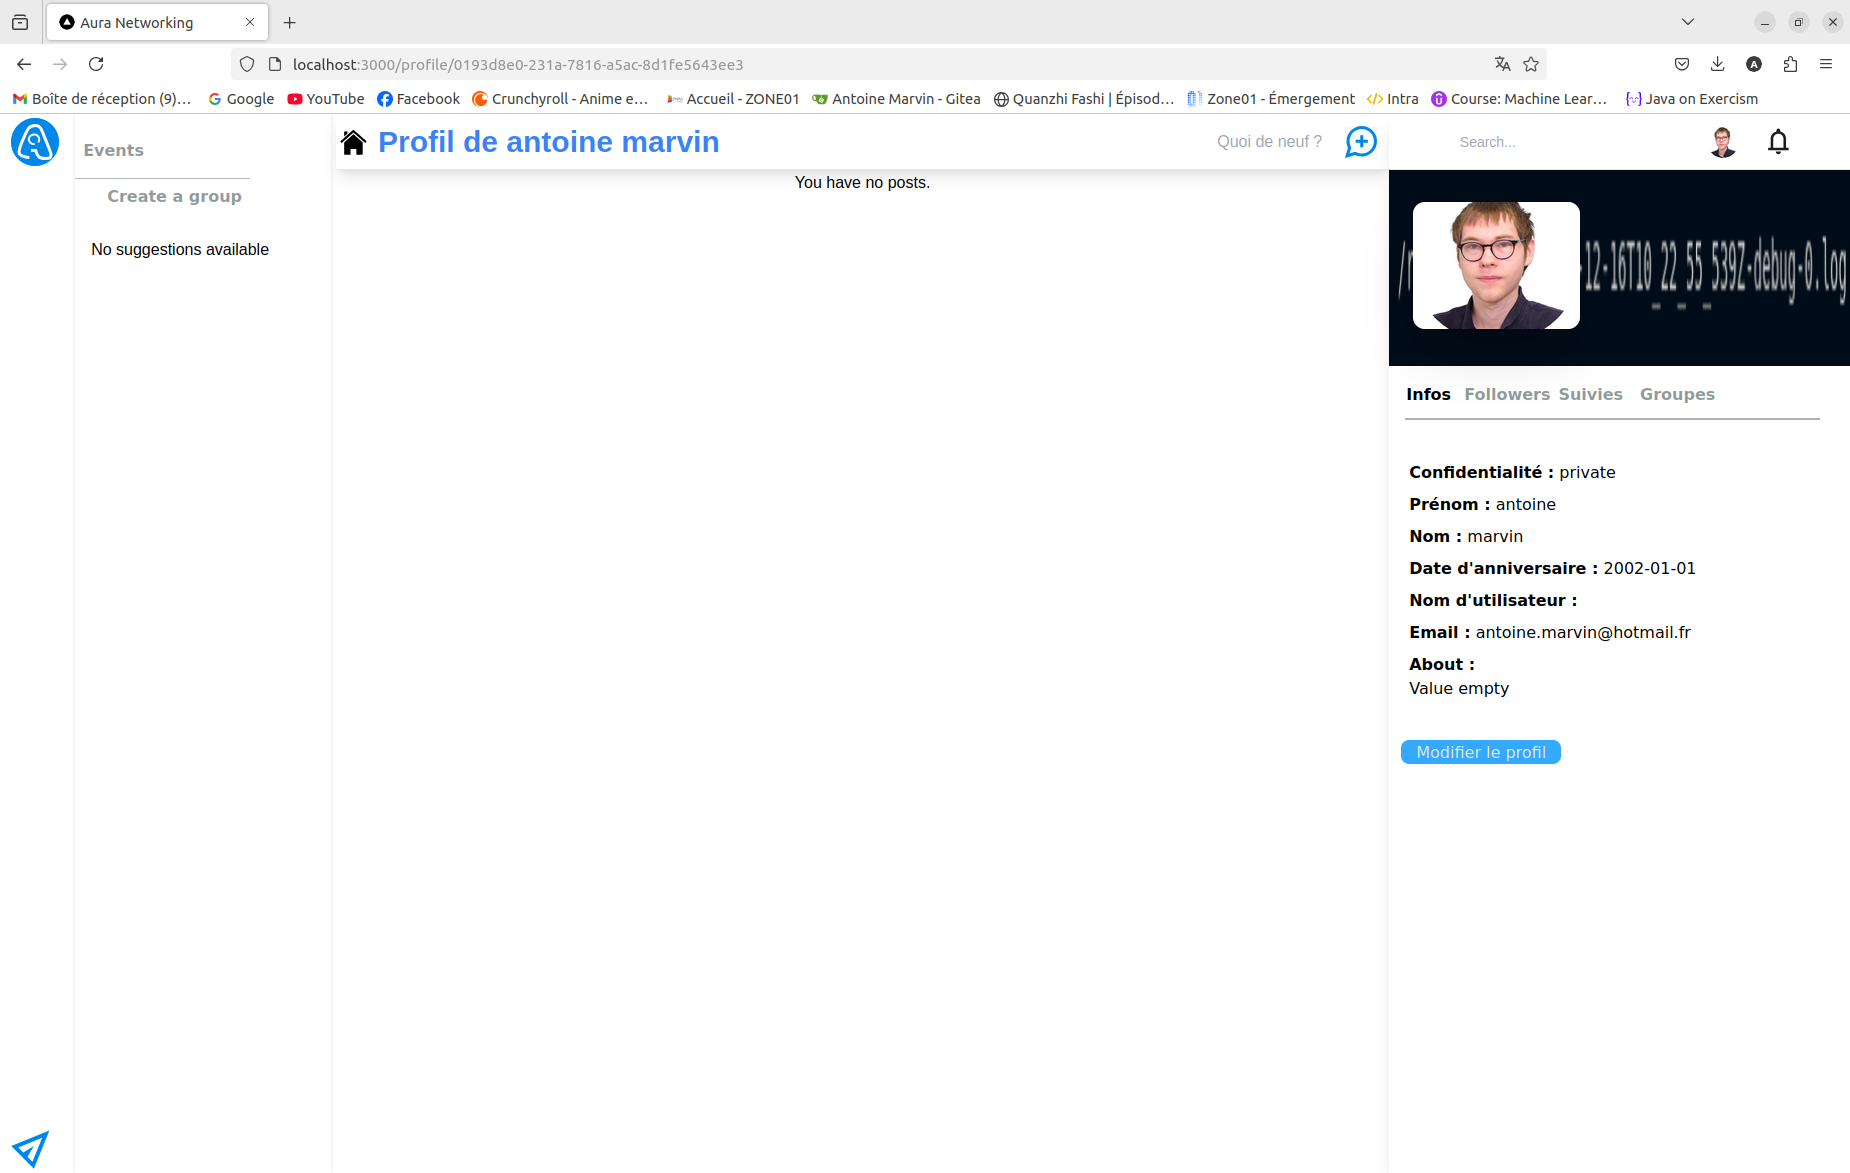 Aura Networking
localhost:3000/profile/0193d8e0-231a-7816-a5ac-8d1fe5643ee3
Boîte de réception (9)… Google YouTube Facebook Crunchyroll - Anime e… Accueil - ZONE01 Antoine Marvin - Gitea Quanzhi Fashi | Épisod… Zone01 - Émergement Intra Course: Machine Lear… Java on Exercism
Events
Create a group
No suggestions available
Profil de antoine marvin
Quoi de neuf ?
You have no posts.
Search...
12-16T10_22_55_539Z-debug-0.log
Infos Followers Suivies Groupes
Confidentialité : private
Prénom : antoine
Nom : marvin
Date d'anniversaire : 2002-01-01
Nom d'utilisateur :
Email : antoine.marvin@hotmail.fr
About :
Value empty
Modifier le profil